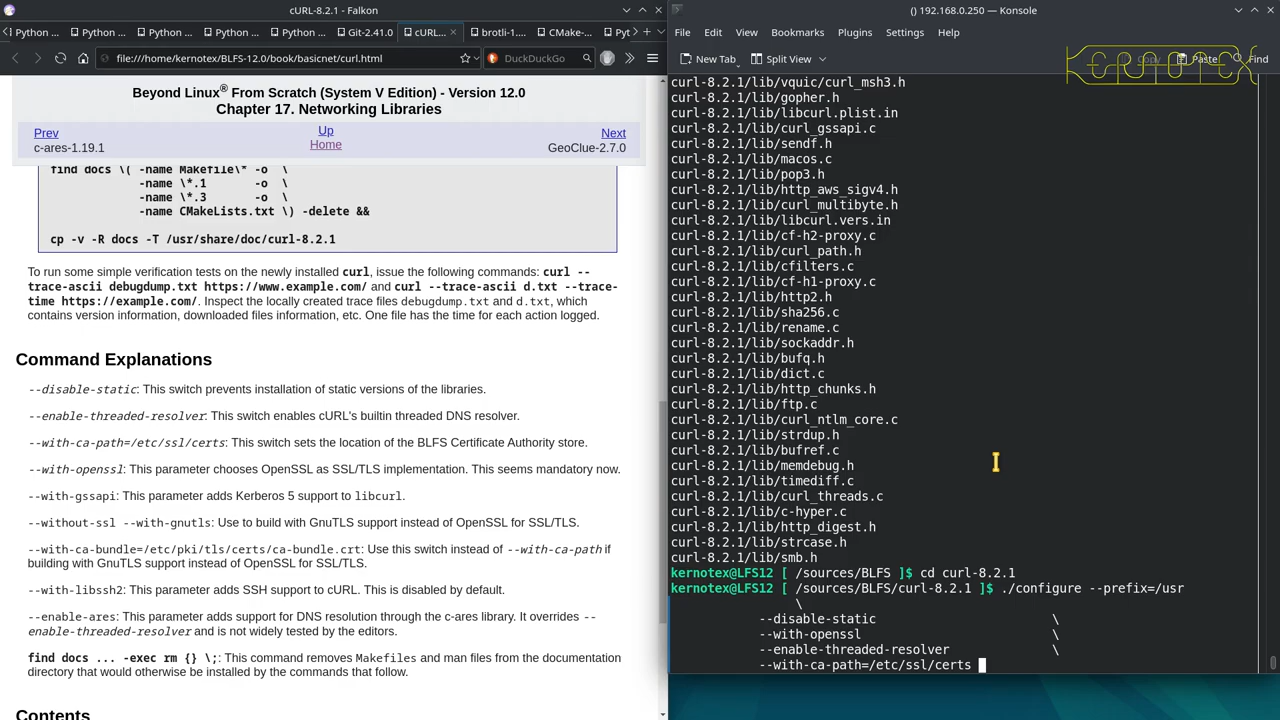 cURL-8.2.1 — Falkon
Python ... Python ... Python ... Python ... Python ... Git-2.41.0 cURL... brotli-1.... CMake-... Pyt
file:///home/kernotex/BLFS-12.0/book/basicnet/curl.html DuckDuckGo
Beyond Linux® From Scratch (System V Edition) - Version 12.0
Chapter 17. Networking Libraries
Prev Up Next
c-ares-1.19.1 Home GeoClue-2.7.0
find docs \( -name Makefile\* -o \
-name \*.1 -o \
-name \*.3 -o \
-name CMakeLists.txt \) -delete &&
cp -v -R docs -T /usr/share/doc/curl-8.2.1
To run some simple verification tests on the newly installed curl, issue the following commands: curl --
trace-ascii debugdump.txt https://www.example.com/ and curl --trace-ascii d.txt --trace-
time https://example.com/. Inspect the locally created trace files debugdump.txt and d.txt, which
contains version information, downloaded files information, etc. One file has the time for each action logged.
Command Explanations
--disable-static: This switch prevents installation of static versions of the libraries.
--enable-threaded-resolver: This switch enables cURL's builtin threaded DNS resolver.
--with-ca-path=/etc/ssl/certs: This switch sets the location of the BLFS Certificate Authority store.
--with-openssl: This parameter chooses OpenSSL as SSL/TLS implementation. This seems mandatory now.
--with-gssapi: This parameter adds Kerberos 5 support to libcurl.
--without-ssl --with-gnutls: Use to build with GnuTLS support instead of OpenSSL for SSL/TLS.
--with-ca-bundle=/etc/pki/tls/certs/ca-bundle.crt: Use this switch instead of --with-ca-path if
building with GnuTLS support instead of OpenSSL for SSL/TLS.
--with-libssh2: This parameter adds SSH support to cURL. This is disabled by default.
--enable-ares: This parameter adds support for DNS resolution through the c-ares library. It overrides --
enable-threaded-resolver and is not widely tested by the editors.
find docs ... -exec rm {} \;: This command removes Makefiles and man files from the documentation
directory that would otherwise be installed by the commands that follow.
Contents
() 192.168.0.250 — Konsole
File Edit View Bookmarks Plugins Settings Help
New Tab Split View Copy Paste Find
KERNOTEX
curl-8.2.1/lib/vquic/curl_msh3.h
curl-8.2.1/lib/gopher.h
curl-8.2.1/lib/libcurl.plist.in
curl-8.2.1/lib/curl_gssapi.c
curl-8.2.1/lib/sendf.h
curl-8.2.1/lib/macos.c
curl-8.2.1/lib/pop3.h
curl-8.2.1/lib/http_aws_sigv4.h
curl-8.2.1/lib/curl_multibyte.h
curl-8.2.1/lib/libcurl.vers.in
curl-8.2.1/lib/cf-h2-proxy.c
curl-8.2.1/lib/curl_path.h
curl-8.2.1/lib/cfilters.c
curl-8.2.1/lib/cf-h1-proxy.c
curl-8.2.1/lib/http2.h
curl-8.2.1/lib/sha256.c
curl-8.2.1/lib/rename.c
curl-8.2.1/lib/sockaddr.h
curl-8.2.1/lib/bufq.h
curl-8.2.1/lib/dict.c
curl-8.2.1/lib/http_chunks.h
curl-8.2.1/lib/ftp.c
curl-8.2.1/lib/curl_ntlm_core.c
curl-8.2.1/lib/strdup.h
curl-8.2.1/lib/bufref.c
curl-8.2.1/lib/memdebug.h
curl-8.2.1/lib/timediff.c
curl-8.2.1/lib/curl_threads.c
curl-8.2.1/lib/c-hyper.c
curl-8.2.1/lib/http_digest.h
curl-8.2.1/lib/strcase.h
curl-8.2.1/lib/smb.h
kernotex@LFS12 [ /sources/BLFS ]$ cd curl-8.2.1
kernotex@LFS12 [ /sources/BLFS/curl-8.2.1 ]$ ./configure --prefix=/usr
\
--disable-static \
--with-openssl \
--enable-threaded-resolver \
--with-ca-path=/etc/ssl/certs